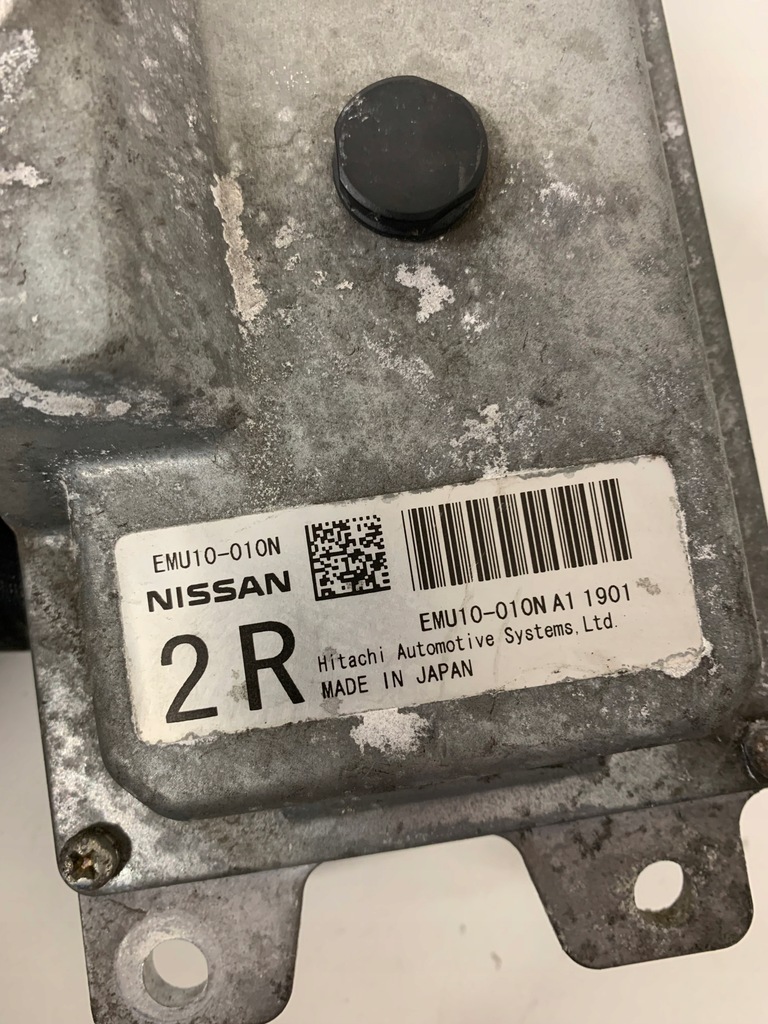 EMU10-010N
NISSAN
2R
EMU10-010N A1 1901
Hitachi Automotive Systems,Ltd.
MADE IN JAPAN